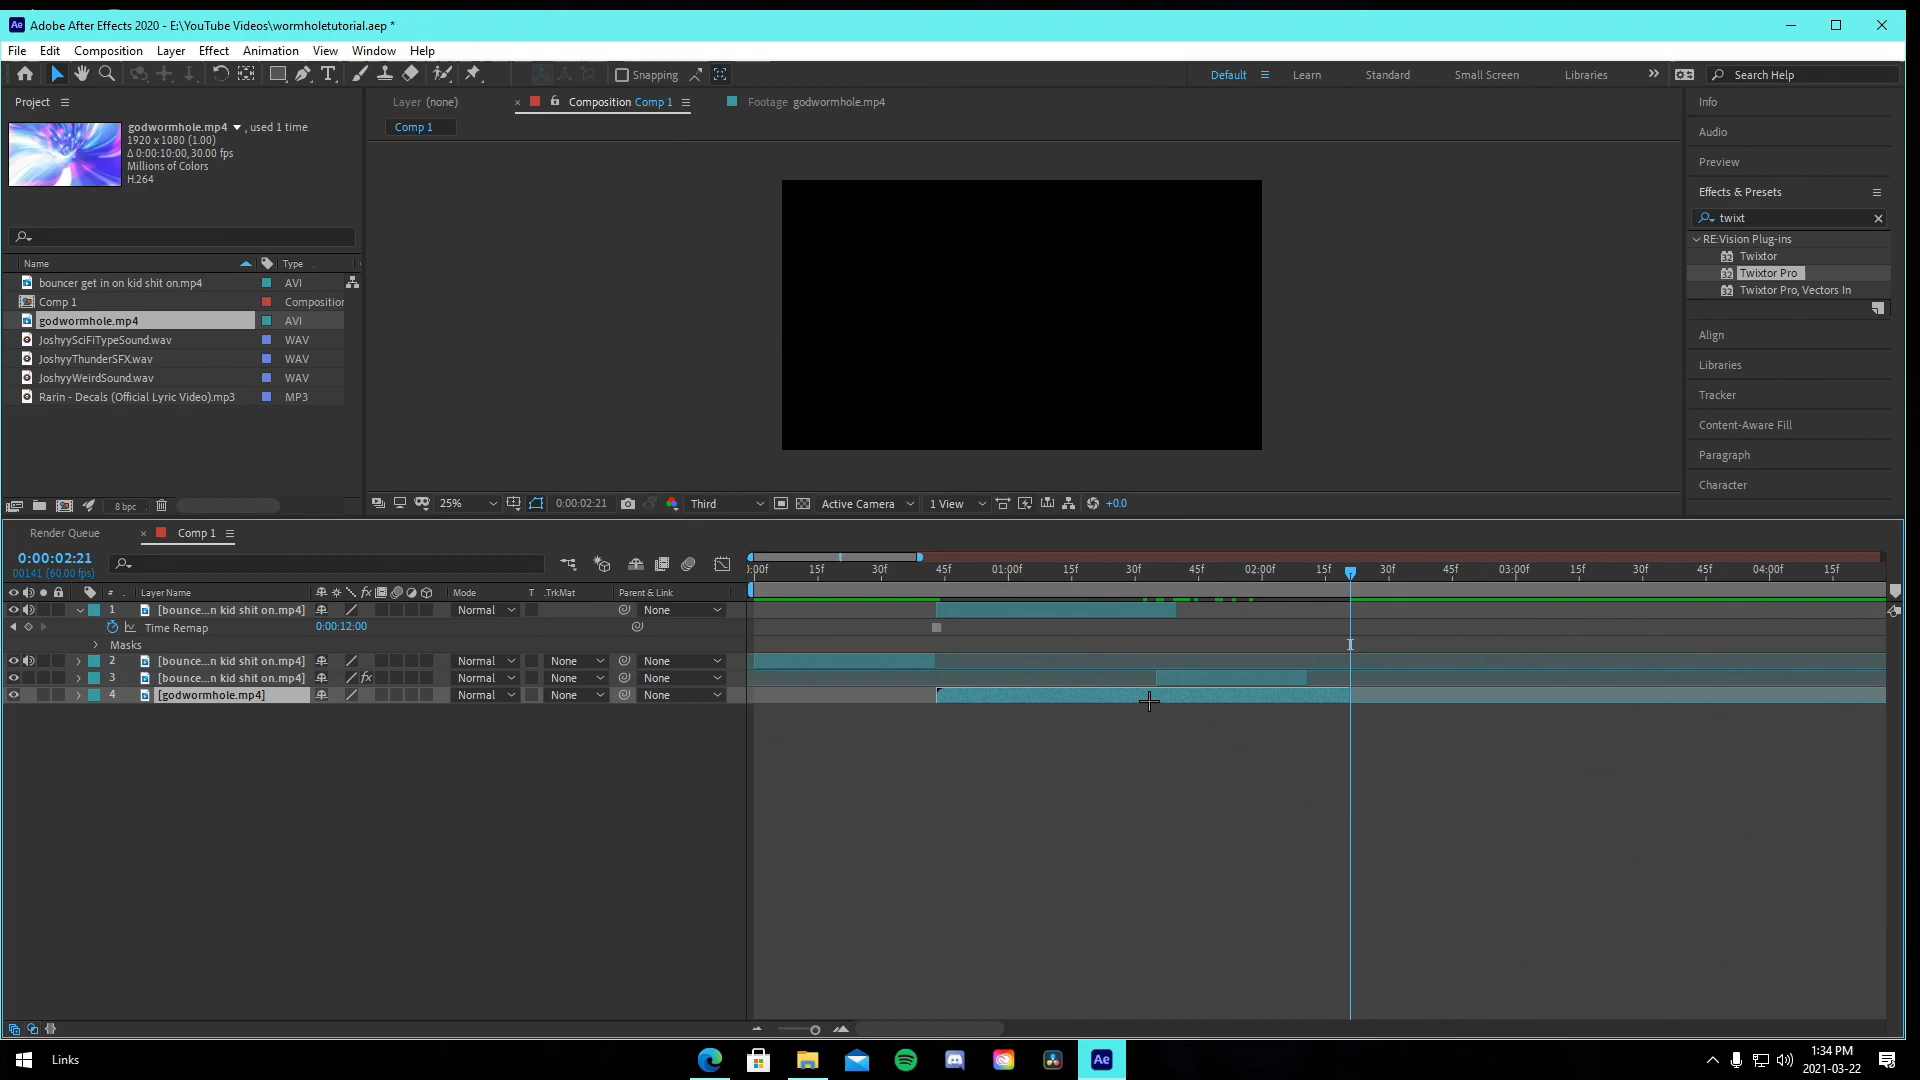 Ae Adobe After Effects 2020 - E:\YouTube Videos\wormholetutorial.aep *
File Edit Composition Layer Effect Animation View Window Help
T Snapping Default Learn Standard Small Screen Libraries Search Help
Project
godwormhole.mp4 , used 1 time
1920 x 1080 (1.00)
Δ 0:00:10:00, 30.00 fps
Millions of Colors
H.264
Name Type
bouncer get in on kid shit on.mp4 AVI
Comp 1 Composition
godwormhole.mp4 AVI
JoshyySciFiTypeSound.wav WAV
JoshyyThunderSFX.wav WAV
JoshyyWeirdSound.wav WAV
Rarin - Decals (Official Lyric Video).mp3 MP3
8 bpc
Layer (none) Composition Comp 1 Footage godwormhole.mp4
Comp 1
25% 0:00:02:21 Third Active Camera 1 View +0.0
Info
Audio
Preview
Effects & Presets
twixt
RE:Vision Plug-ins
32 Twixtor
32 Twixtor Pro
32 Twixtor Pro, Vectors In
Align
Libraries
Tracker
Content-Aware Fill
Paragraph
Character
Render Queue Comp 1
0:00:02:21
00141 (60.00 fps)
):00f 15f 30f 45f 01:00f 15f 30f 45f 02:00f 15f 30f 45f 03:00f 15f 30f 45f 04:00f 15f
# Layer Name fx Mode T .TrkMat Parent & Link
1 [bounce...n kid shit on.mp4] Normal None
Time Remap 0:00:12:00
Masks
2 [bounce...n kid shit on.mp4] Normal None None
3 [bounce...n kid shit on.mp4] fx Normal None None
4 [godwormhole.mp4] Normal None None
Links Ae 1:34 PM
2021-03-22